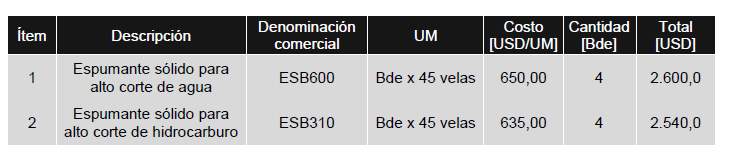 Ítem Descripción Denominación comercial UM Costo [USD/UM] Cantidad [Bde] Total [USD]
1 Espumante sólido para alto corte de agua ESB600 Bde x 45 velas 650,00 4 2.600,0
2 Espumante sólido para alto corte de hidrocarburo ESB310 Bde x 45 velas 635,00 4 2.540,0